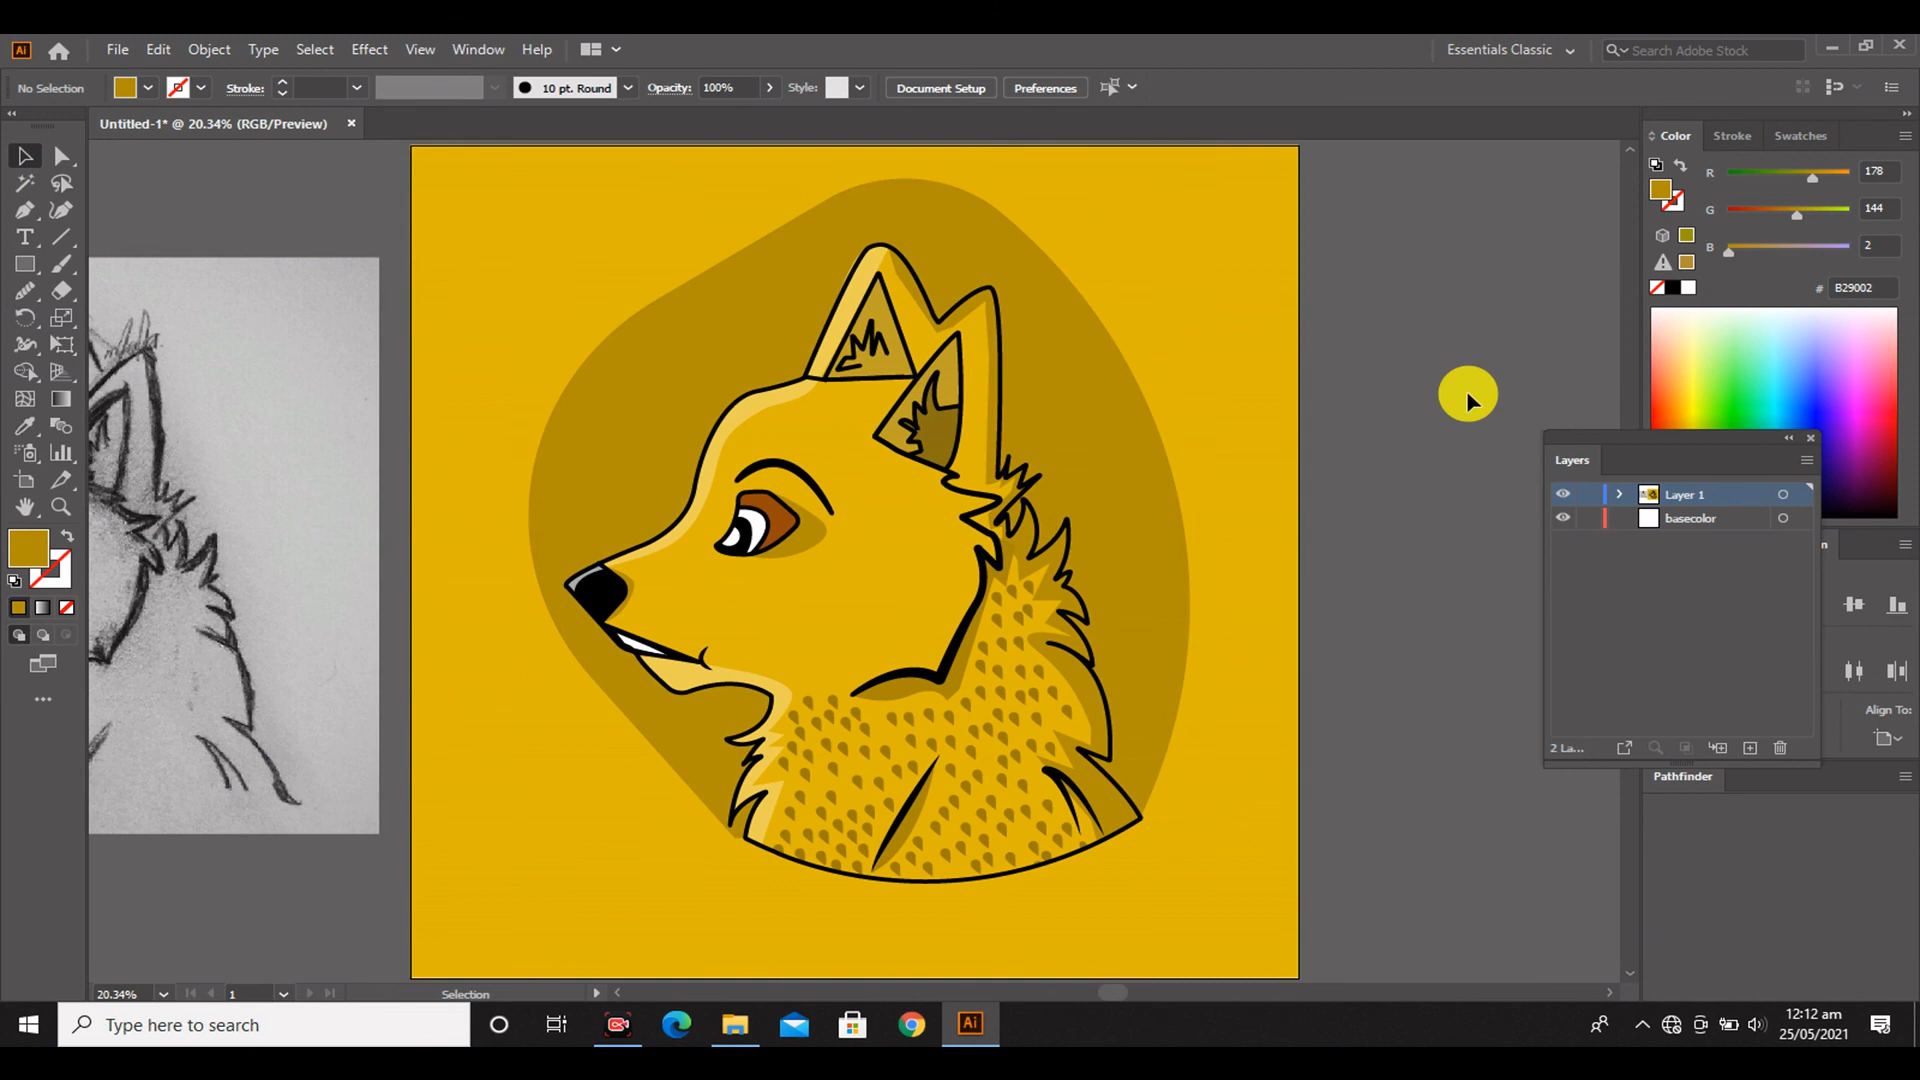 Ai File Edit Object Type Select Effect View Window Help Essentials Classic Search Adobe Stock
No Selection Stroke: 10 pt. Round Opacity: 100% Style: Document Setup Preferences
Untitled-1* @ 20.34% (RGB/Preview)
Color Stroke Swatches
R 178
G 144
B 2
# B29002
Layers
Layer 1
basecolor
n
Align To:
2 La...
Pathfinder
20.34% 1 Selection
Type here to search
Ai
12:12 am
25/05/2021